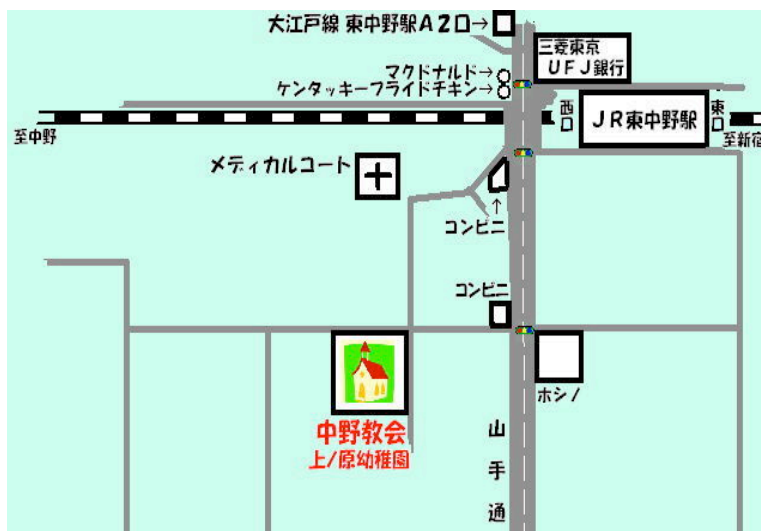 大江戸線 東中野駅A2口→
三菱東京
UFJ銀行
マクドナルド→
ケンタッキーフライドチキン→
西口
JR東中野駅
東口
至中野
至新宿
メディカルコート
↑
コンビニ
コンビニ
ホシノ
中野教会
上ノ原幼稚園
山手通